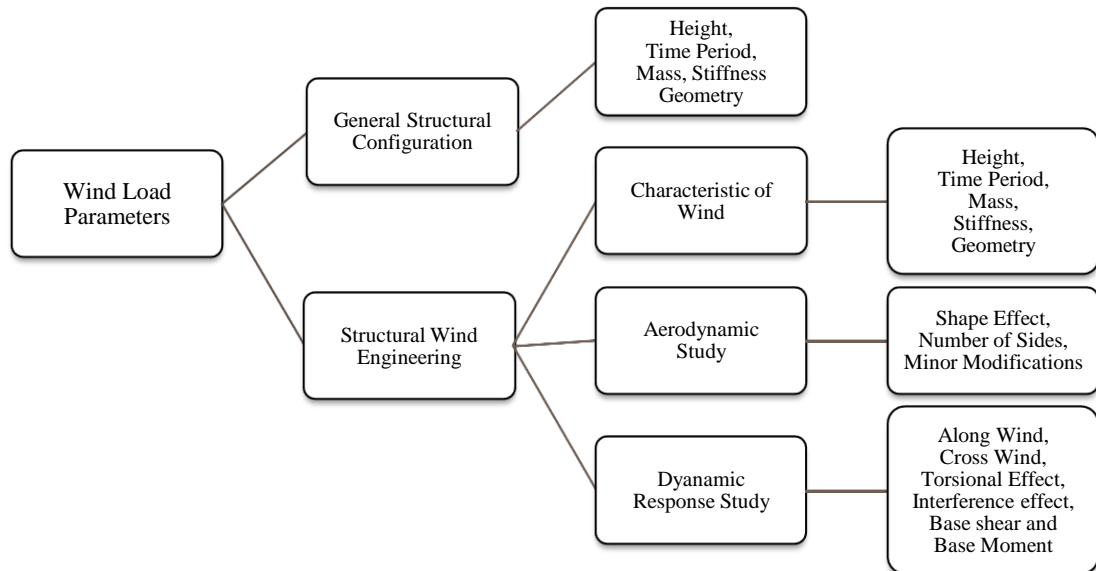 Wind Load
Parameters
General Structural
Configuration
Height,
Time Period,
Mass, Stiffness
Geometry
Structural Wind
Engineering
Characteristic of
Wind
Height,
Time Period,
Mass,
Stiffness,
Geometry
Aerodynamic
Study
Shape Effect,
Number of Sides,
Minor Modifications
Dyanamic
Response Study
Along Wind,
Cross Wind,
Torsional Effect,
Interference effect,
Base shear and
Base Moment